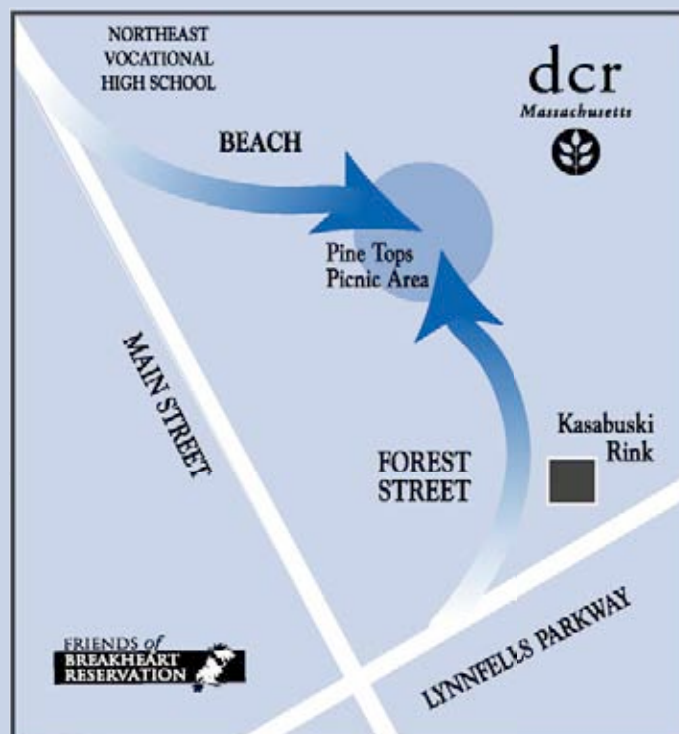 NORTHEAST
VOCATIONAL
HIGH SCHOOL
dcr
Massachusetts
BEACH
Pine Tops
Picnic Area
MAIN STREET
Kasabuski
Rink
FOREST
STREET
LYNNFELLS PARKWAY
FRIENDS of
BREAKHEART
RESERVATION